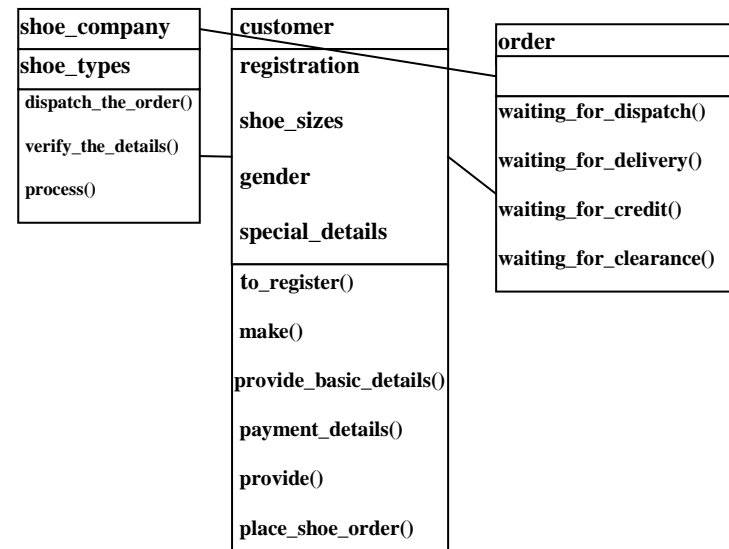 shoe_company
shoe_types
dispatch_the_order()
verify_the_details()
process()
customer
registration
shoe_sizes
gender
special_details
to_register()
make()
provide_basic_details()
payment_details()
provide()
place_shoe_order()
order
waiting_for_dispatch()
waiting_for_delivery()
waiting_for_credit()
waiting_for_clearance()